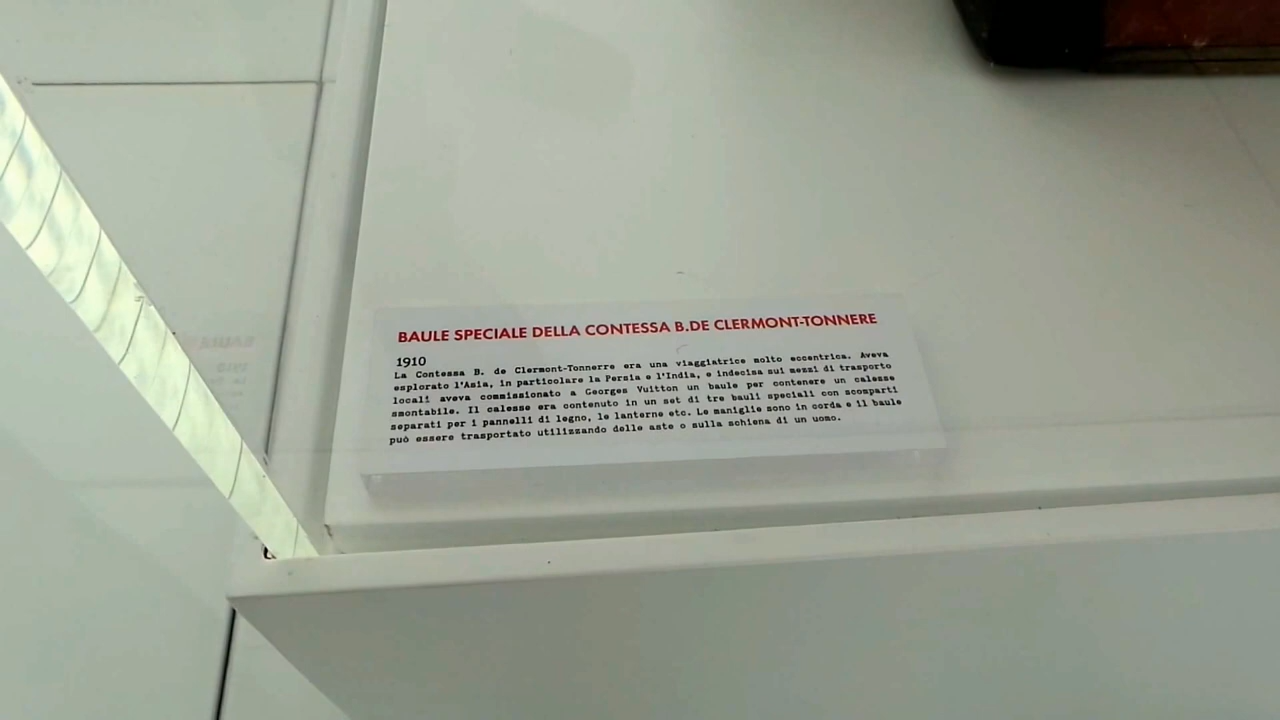 BAULE SPECIALE DELLA CONTESSA B.DE CLERMONT-TONNERE
1910
La Contessa B. de Clermont-Tonnerre era una viaggiatrice molto eccentrica. Aveva
esplorato l'Asia, in particolare la Persia e l'India, e indecisa sui mezzi di trasporto
locali aveva commissionato a Georges Vuitton un baule per contenere un calesse
smontabile. Il calesse era contenuto in un set di tre bauli speciali con scomparti
separati per i pannelli di legno, le lanterne etc. Le maniglie sono in corda e il baule
può essere trasportato utilizzando delle aste o sulla schiena di un uomo.